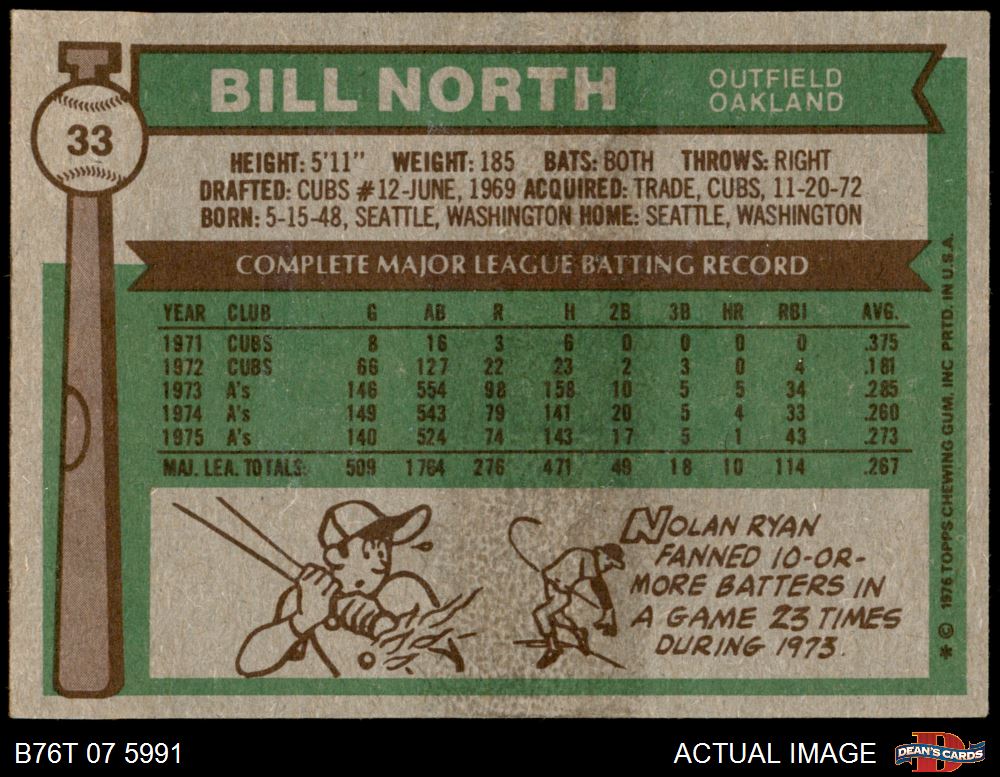 33
BILL NORTH
OUTFIELD
OAKLAND
HEIGHT: 5'11" WEIGHT: 185 BATS: BOTH THROWS: RIGHT
DRAFTED: CUBS #12-JUNE, 1969 ACQUIRED: TRADE, CUBS, 11-20-72
BORN: 5-15-48, SEATTLE, WASHINGTON HOME: SEATTLE, WASHINGTON
COMPLETE MAJOR LEAGUE BATTING RECORD
YEAR CLUB G AB R H 2B 3B HR RBI AVG.
1971 CUBS 8 16 3 6 0 0 0 0 .375
1972 CUBS 66 127 22 23 2 3 0 4 .181
1973 A's 146 554 98 158 10 5 5 34 .285
1974 A's 149 543 79 141 20 5 4 33 .260
1975 A's 140 524 74 143 17 5 1 43 .273
MAJ. LEA. TOTALS: 509 1764 276 471 49 18 10 114 .267
NOLAN RYAN
FANNED 10-OR-
MORE BATTERS IN
A GAME 23 TIMES
DURING 1973.
* © 1976 TOPPS CHEWING GUM, INC. PRTD. IN U.S.A.
B76T 07 5991
ACTUAL IMAGE
D
DEAN'S CARDS